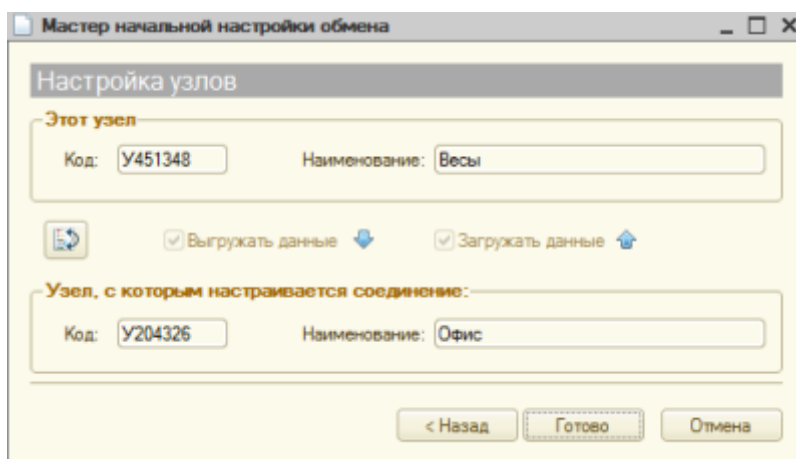 Мастер начальной настройки обмена
Настройка узлов
Этот узел
Код: У451348 Наименование: Весы
Выгружать данные Загружать данные
Узел, с которым настраивается соединение:
Код: У204326 Наименование: Офис
< Назад Готово Отмена